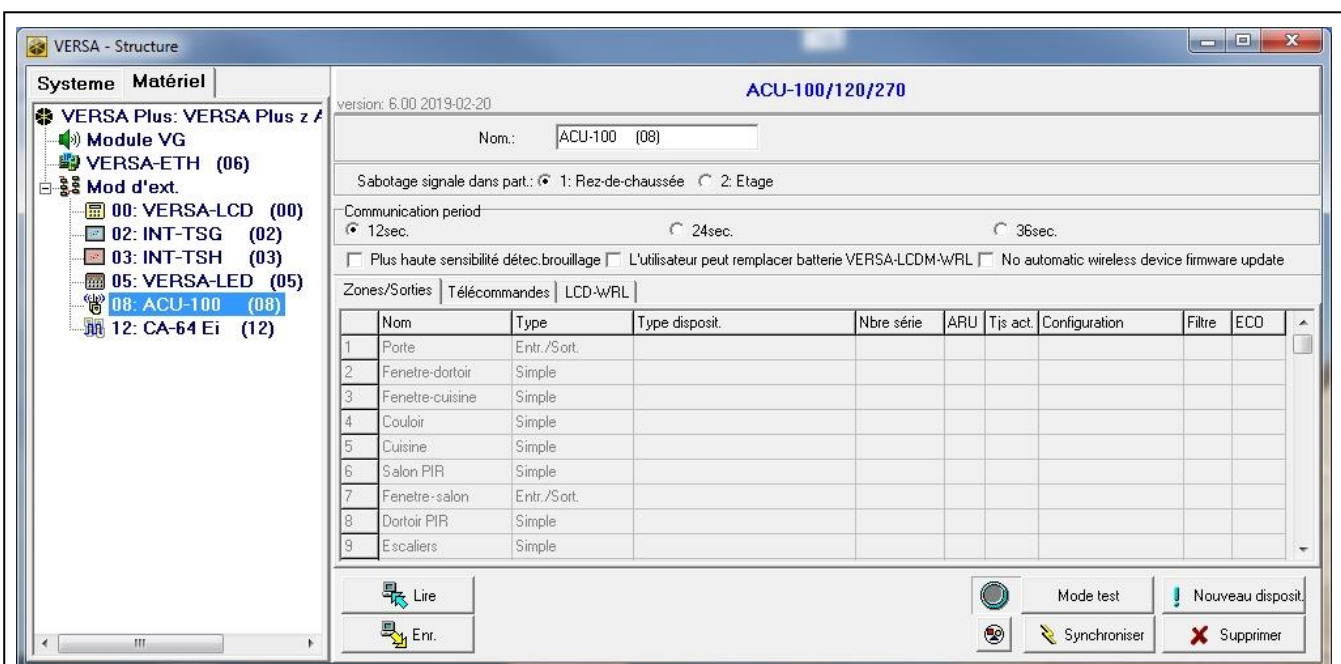 VERSA - Structure
Systeme Matériel
VERSA Plus: VERSA Plus z A
Module VG
VERSA-ETH (06)
Mod d'ext.
00: VERSA-LCD (00)
02: INT-TSG (02)
03: INT-TSH (03)
05: VERSA-LED (05)
08: ACU-100 (08)
12: CA-64 Ei (12)
ACU-100/120/270
version: 6.00 2019-02-20
Nom.: ACU-100 (08)
Sabotage signale dans part.: 1: Rez-de-chaussée 2: Etage
Communication period
12sec. 24sec. 36sec.
Plus haute sensibilité détec.brouillage L'utilisateur peut remplacer batterie VERSA-LCDM-WRL No automatic wireless device firmware update
Zones/Sorties Télécommandes LCD-WRL
Nom Type Type disposit. Nbre série ARU Tjs act. Configuration Filtre ECO
1 Porte Entr./Sort.
2 Fenetre-dortoir Simple
3 Fenetre-cuisine Simple
4 Couloir Simple
5 Cuisine Simple
6 Salon PIR Simple
7 Fenetre-salon Entr./Sort.
8 Dortoir PIR Simple
9 Escaliers Simple
Lire Mode test Nouveau disposit.
Enr. Synchroniser Supprimer